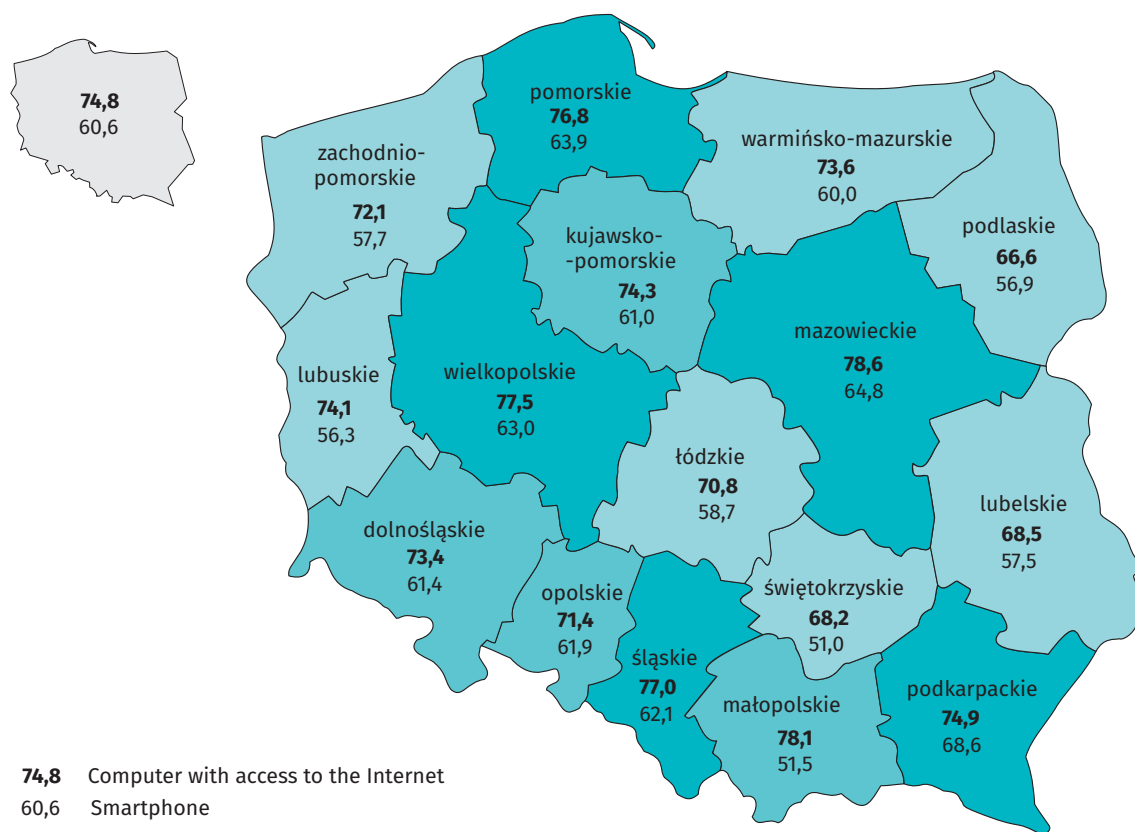 74,8
60,6
pomorskie
76,8
63,9
warmińsko-mazurskie
73,6
60,0
zachodnio-
pomorskie
72,1
57,7
kujawsko-
-pomorskie
74,3
61,0
podlaskie
66,6
56,9
mazowieckie
78,6
64,8
lubuskie
74,1
56,3
wielkopolskie
77,5
63,0
łódzkie
70,8
58,7
lubelskie
68,5
57,5
dolnośląskie
73,4
61,4
opolskie
71,4
61,9
świętokrzyskie
68,2
51,0
śląskie
77,0
62,1
małopolskie
78,1
51,5
podkarpackie
74,9
68,6
74,8 Computer with access to the Internet
60,6 Smartphone